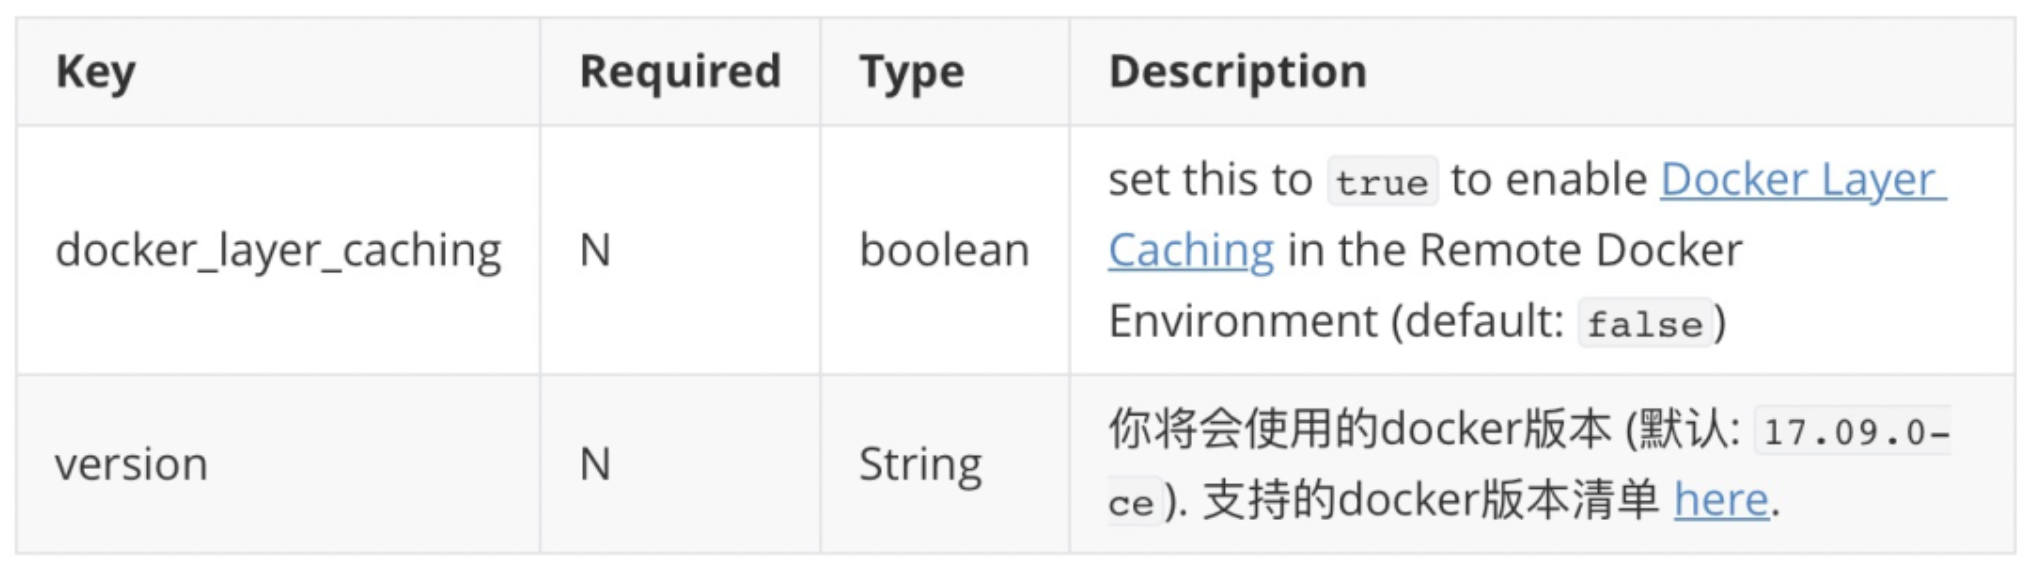 Key Required Type Description
set this to true to enable Docker Layer
docker_layer_caching N boolean Caching in the Remote Docker
Environment (default: false)
你将会使用的docker版本 (默认: 17.09.0-
version N String
ce). 支持的docker版本清单 here.